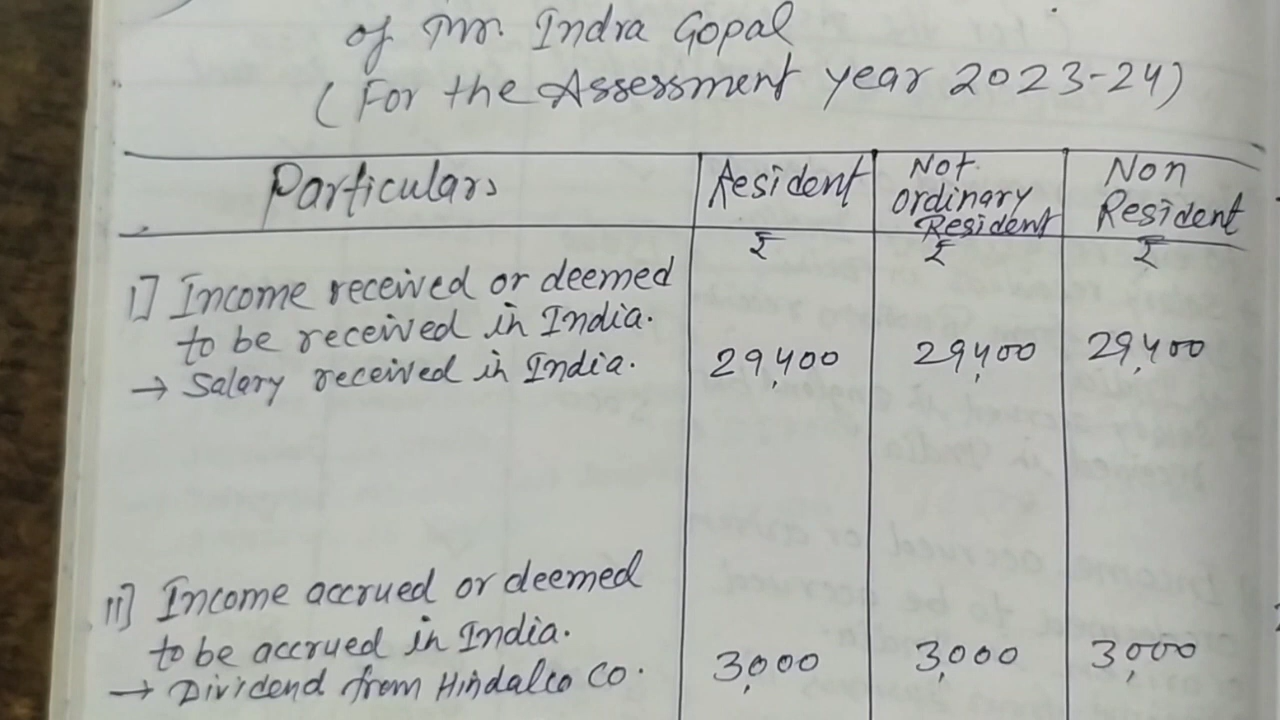 of Mr. Indra Gopal
(For the Assessment year 2023-24)
Particulars Resident Not ordinary Resident Non Resident
₹ ₹ ₹
I] Income received or deemed
to be received in India.
→ Salary received in India. 29,400 29,400 29,400
II] Income accrued or deemed
to be accrued in India.
→ Dividend from Hindalco Co. 3,000 3,000 3,000